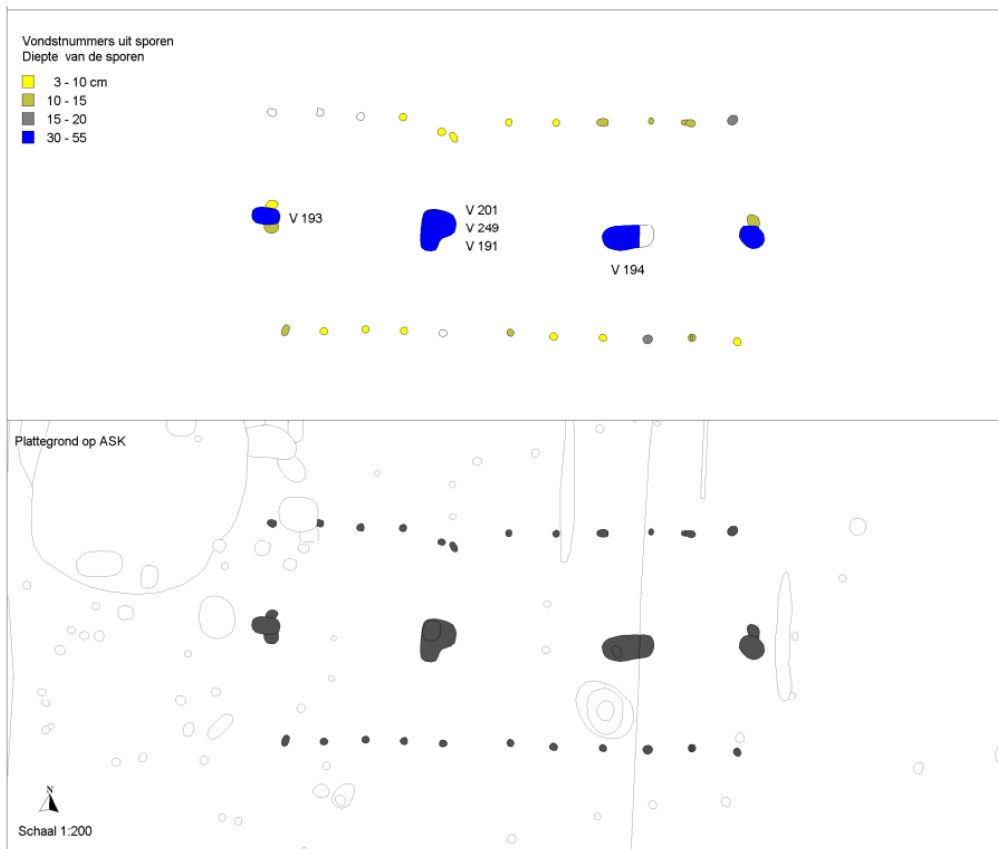 Vondstnummers uit sporen
Diepte van de sporen
3 - 10 cm
10 - 15
15 - 20
30 - 55
V 193
V 201
V 249
V 191
V 194
Plattegrond op ASK
N
Schaal 1:200